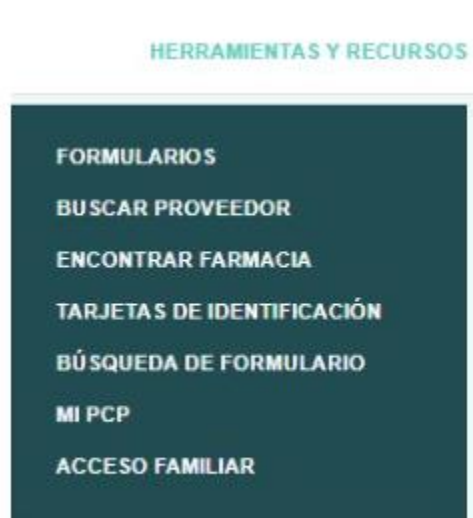 HERRAMIENTAS Y RECURSOS
FORMULARIOS
BUSCAR PROVEEDOR
ENCONTRAR FARMACIA
TARJETAS DE IDENTIFICACIÓN
BÚSQUEDA DE FORMULARIO
MI PCP
ACCESO FAMILIAR